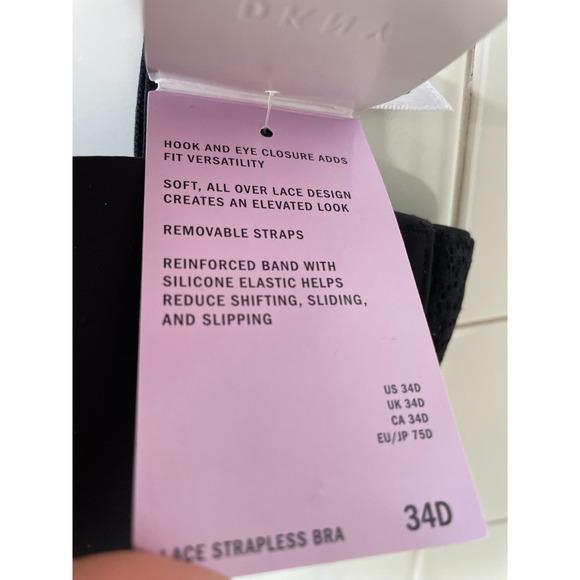 DKNY
HOOK AND EYE CLOSURE ADDS
FIT VERSATILITY
SOFT, ALL OVER LACE DESIGN
CREATES AN ELEVATED LOOK
REMOVABLE STRAPS
REINFORCED BAND WITH
SILICONE ELASTIC HELPS
REDUCE SHIFTING, SLIDING,
AND SLIPPING
US 34D
UK 34D
CA 34D
EU/JP 75D
34D
LACE STRAPLESS BRA